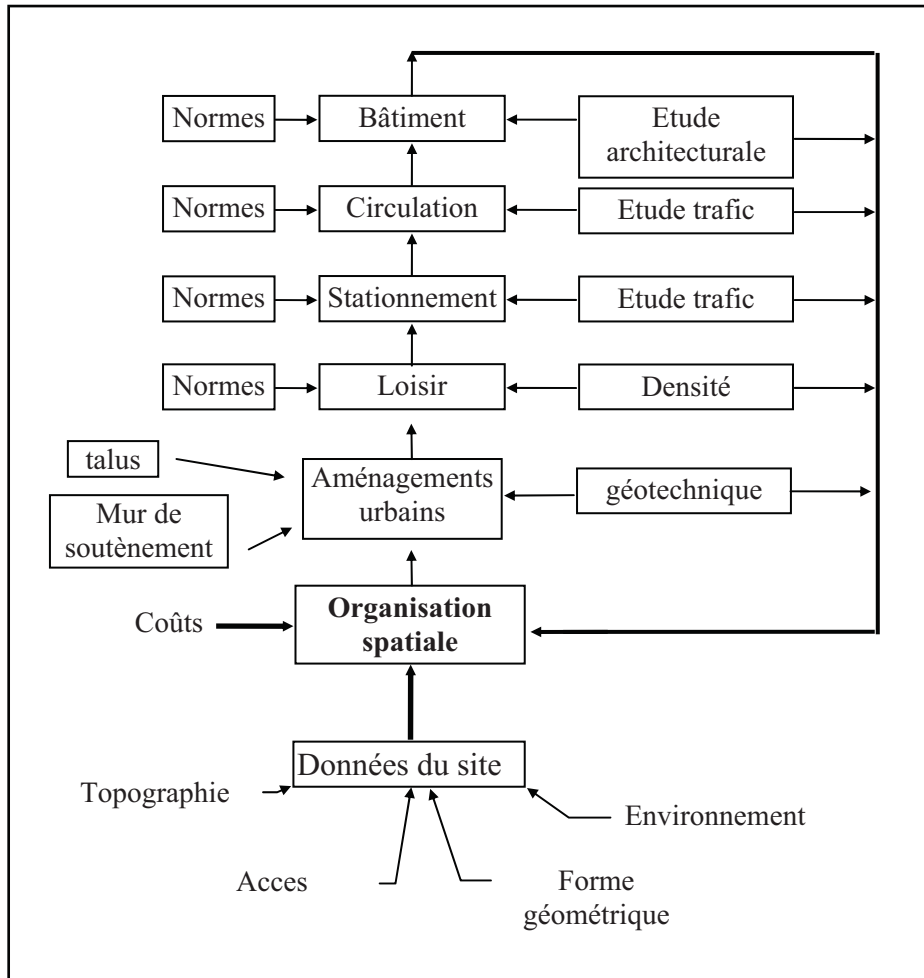 Normes
Bâtiment
Etude
architecturale
Normes
Circulation
Etude trafic
Normes
Stationnement
Etude trafic
Normes
Loisir
Densité
talus
Aménagements
urbains
géotechnique
Mur de
soutènement
Coûts
Organisation
spatiale
Données du site
Topographie
Environnement
Acces
Forme
géométrique